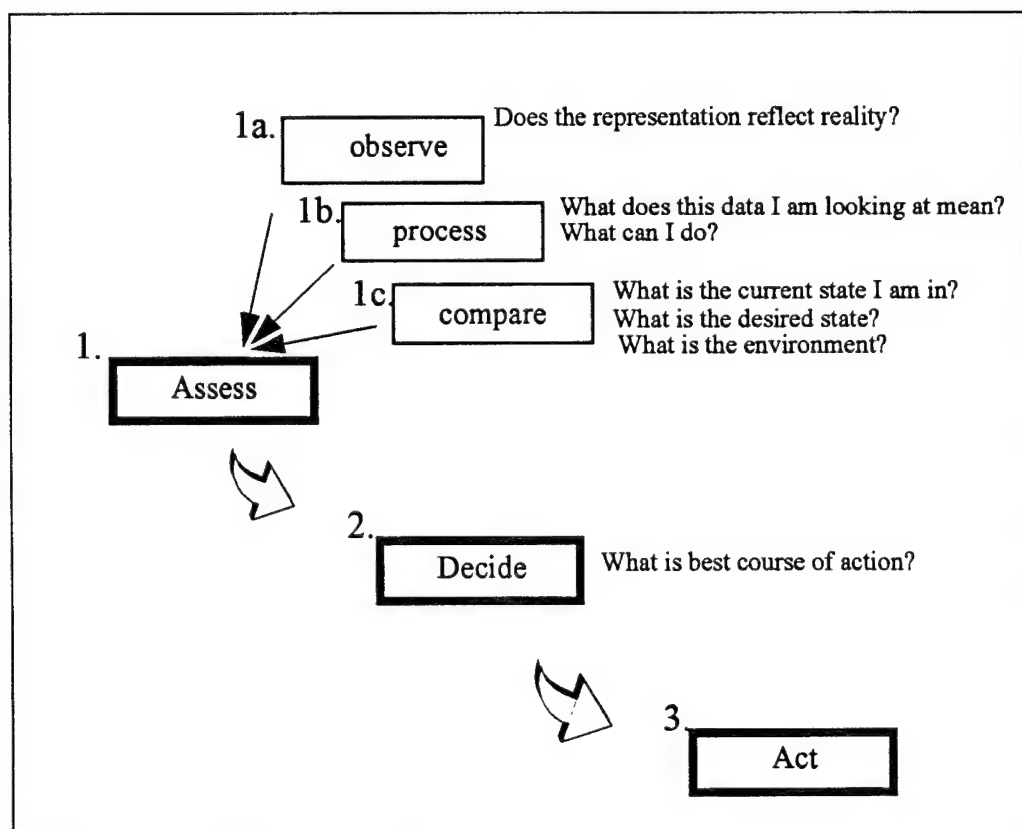 1a.
observe
Does the representation reflect reality?
1b.
process
What does this data I am looking at mean?
What can I do?
1c.
compare
What is the current state I am in?
What is the desired state?
What is the environment?
1.
Assess
2.
Decide
What is best course of action?
3.
Act